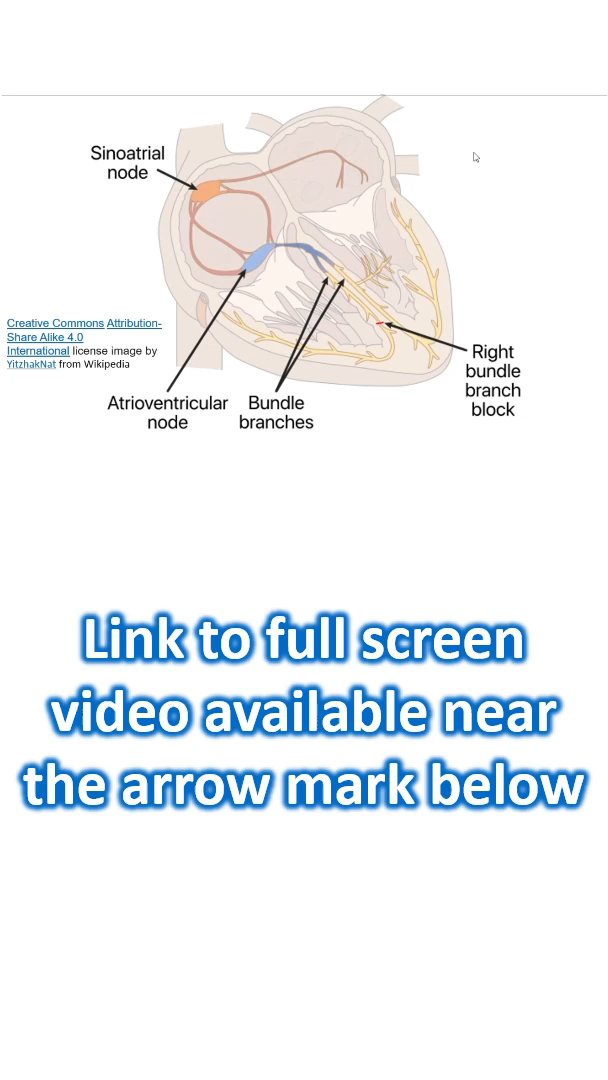 Sinoatrial
node
Creative Commons Attribution-
Share Alike 4.0
International license image by
YitzhakNat from Wikipedia
Atrioventricular
node
Bundle
branches
Right
bundle
branch
block
Link to full screen
video available near
the arrow mark below